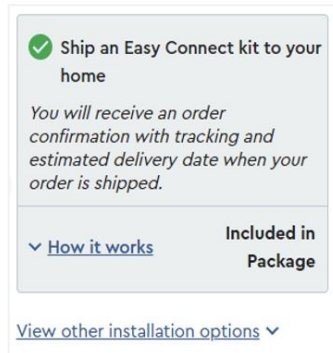 Ship an Easy Connect kit to your
home
You will receive an order
confirmation with tracking and
estimated delivery date when your
order is shipped.
How it works
Included in
Package
View other installation options